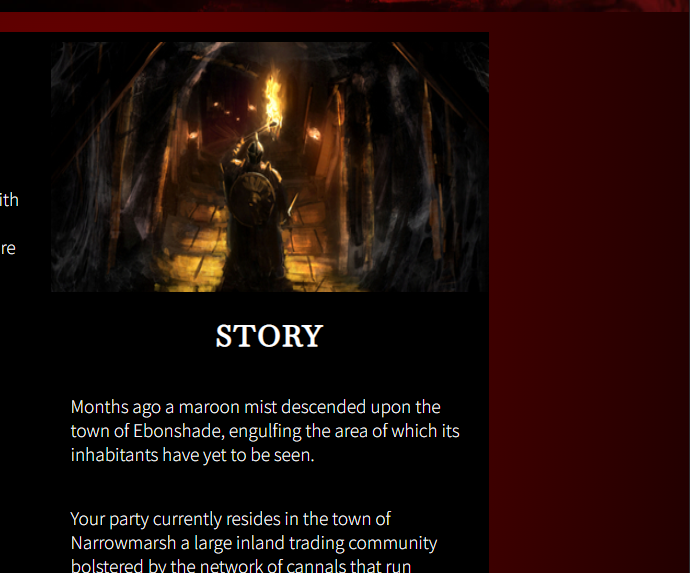 ith
re
STORY
Months ago a maroon mist descended upon the
town of Ebonshade, engulfing the area of which its
inhabitants have yet to be seen.
Your party currently resides in the town of
Narrowmarsh a large inland trading community
bolstered by the network of cannals that run